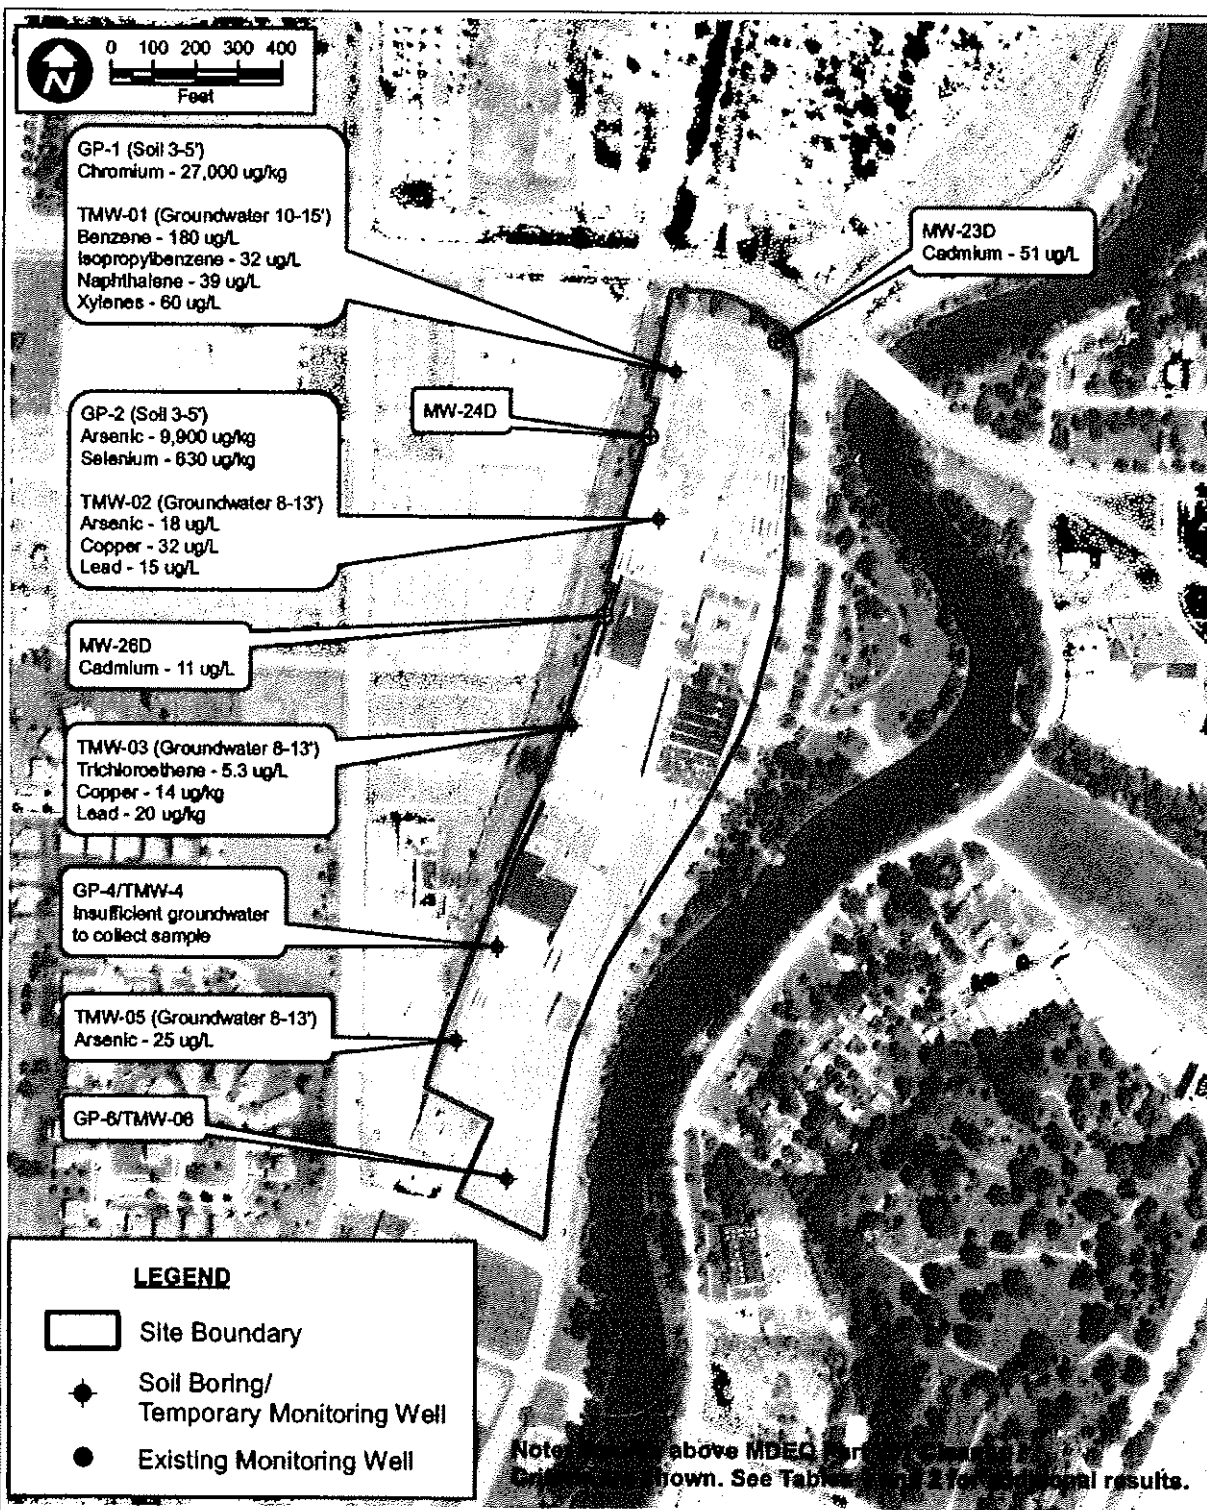 N
0 100 200 300 400
Feet
GP-1 (Soil 3-5')
Chromium - 27,000 ug/kg
TMW-01 (Groundwater 10-15')
Benzene - 180 ug/L
Isopropylbenzene - 32 ug/L
Naphthalene - 39 ug/L
Xylenes - 60 ug/L
MW-23D
Cadmium - 51 ug/L
MW-24D
GP-2 (Soil 3-5')
Arsenic - 9,900 ug/kg
Selenium - 630 ug/kg
TMW-02 (Groundwater 8-13')
Arsenic - 18 ug/L
Copper - 32 ug/L
Lead - 15 ug/L
MW-26D
Cadmium - 11 ug/L
TMW-03 (Groundwater 8-13')
Trichloroethene - 5.3 ug/L
Copper - 14 ug/kg
Lead - 20 ug/kg
GP-4/TMW-4
Insufficient groundwater
to collect sample
TMW-05 (Groundwater 8-13')
Arsenic - 25 ug/L
GP-6/TMW-06
LEGEND
Site Boundary
Soil Boring/
Temporary Monitoring Well
Existing Monitoring Well
above MDEQ
See 2 for results.